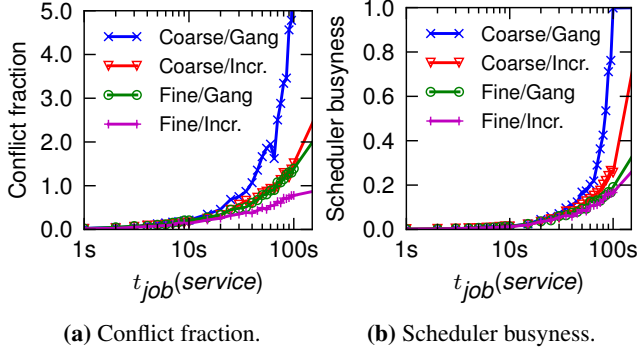 Conflict fraction
5.0
4.0
3.0
2.0
1.0
0.0
Coarse/Gang
Coarse/Incr.
Fine/Gang
Fine/Incr.
1s
10s
100s
t_job(service)
(a) Conflict fraction.
Scheduler busyness
1.0
0.8
0.6
0.4
0.2
0.0
Coarse/Gang
Coarse/Incr.
Fine/Gang
Fine/Incr.
1s
10s
100s
t_job(service)
(b) Scheduler busyness.